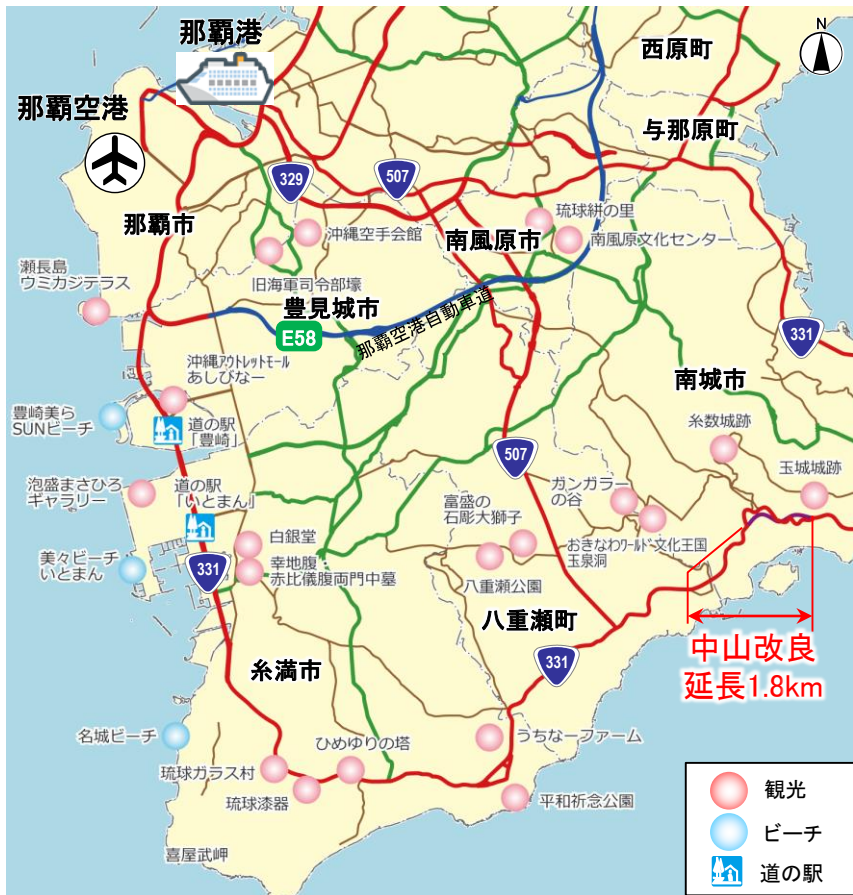 那覇港
西原町
N
那覇空港
与那原町
329
507
那覇市
沖縄空手会館
南風原市
琉球絣の里
南風原文化センター
瀬長島
ウミカジテラス
旧海軍司令部壕
豊見城市
E58
那覇空港自動車道
331
沖縄ｱｳﾄﾚｯﾄﾓｰﾙ
あしびなー
南城市
豊崎美ら
SUNビーチ
道の駅
「豊崎」
糸数城跡
507
泡盛まさひろ
ギャラリー
道の駅
「いとまん」
富盛の
石彫大獅子
ガンガラー
の谷
玉城城跡
白銀堂
おきなわﾜｰﾙﾄﾞ文化王国
玉泉洞
美々ビーチ
いとまん
331
幸地腹
赤比儀腹両門中墓
八重瀬公園
八重瀬町
中山改良
延長1.8km
糸満市
331
名城ビーチ
ひめゆりの塔
うちなーファーム
琉球ガラス村
琉球漆器
平和祈念公園
喜屋武岬
観光
ビーチ
道の駅